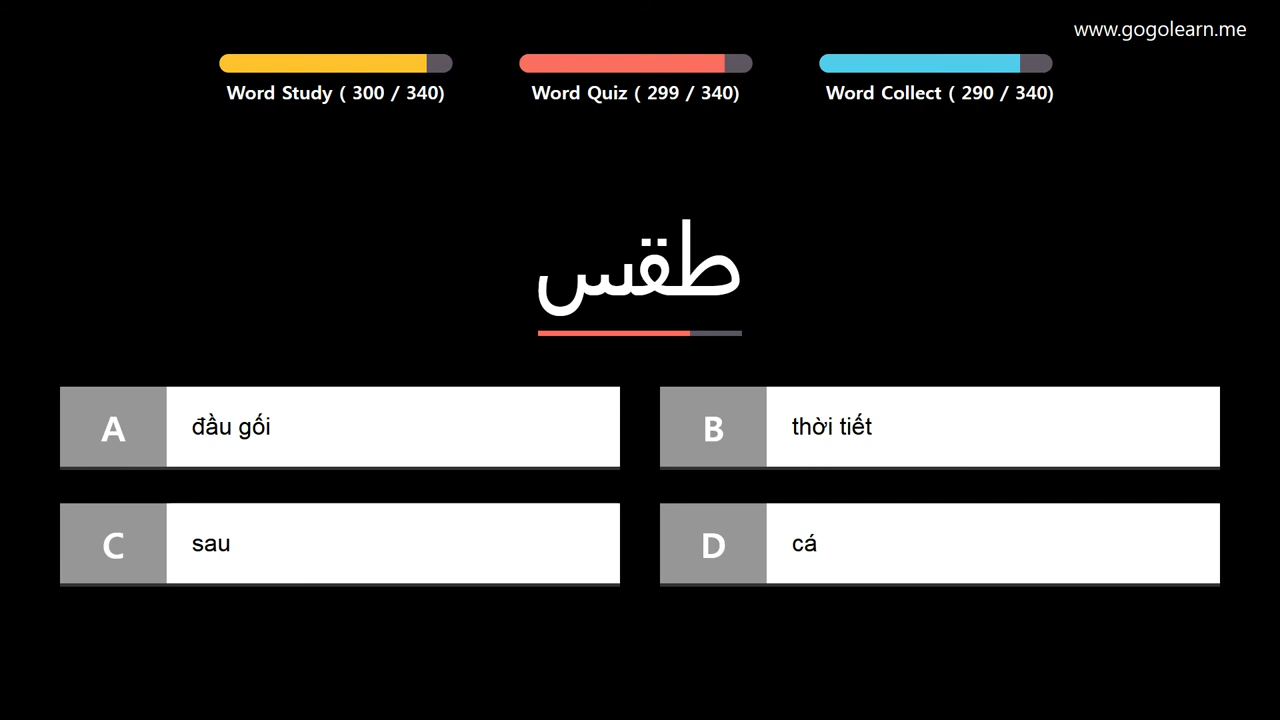 www.gogolearn.me
Word Study ( 300 / 340)
Word Quiz ( 299 / 340)
Word Collect ( 290 / 340)
طقس
A
đầu gối
B
thời tiết
C
sau
D
cá